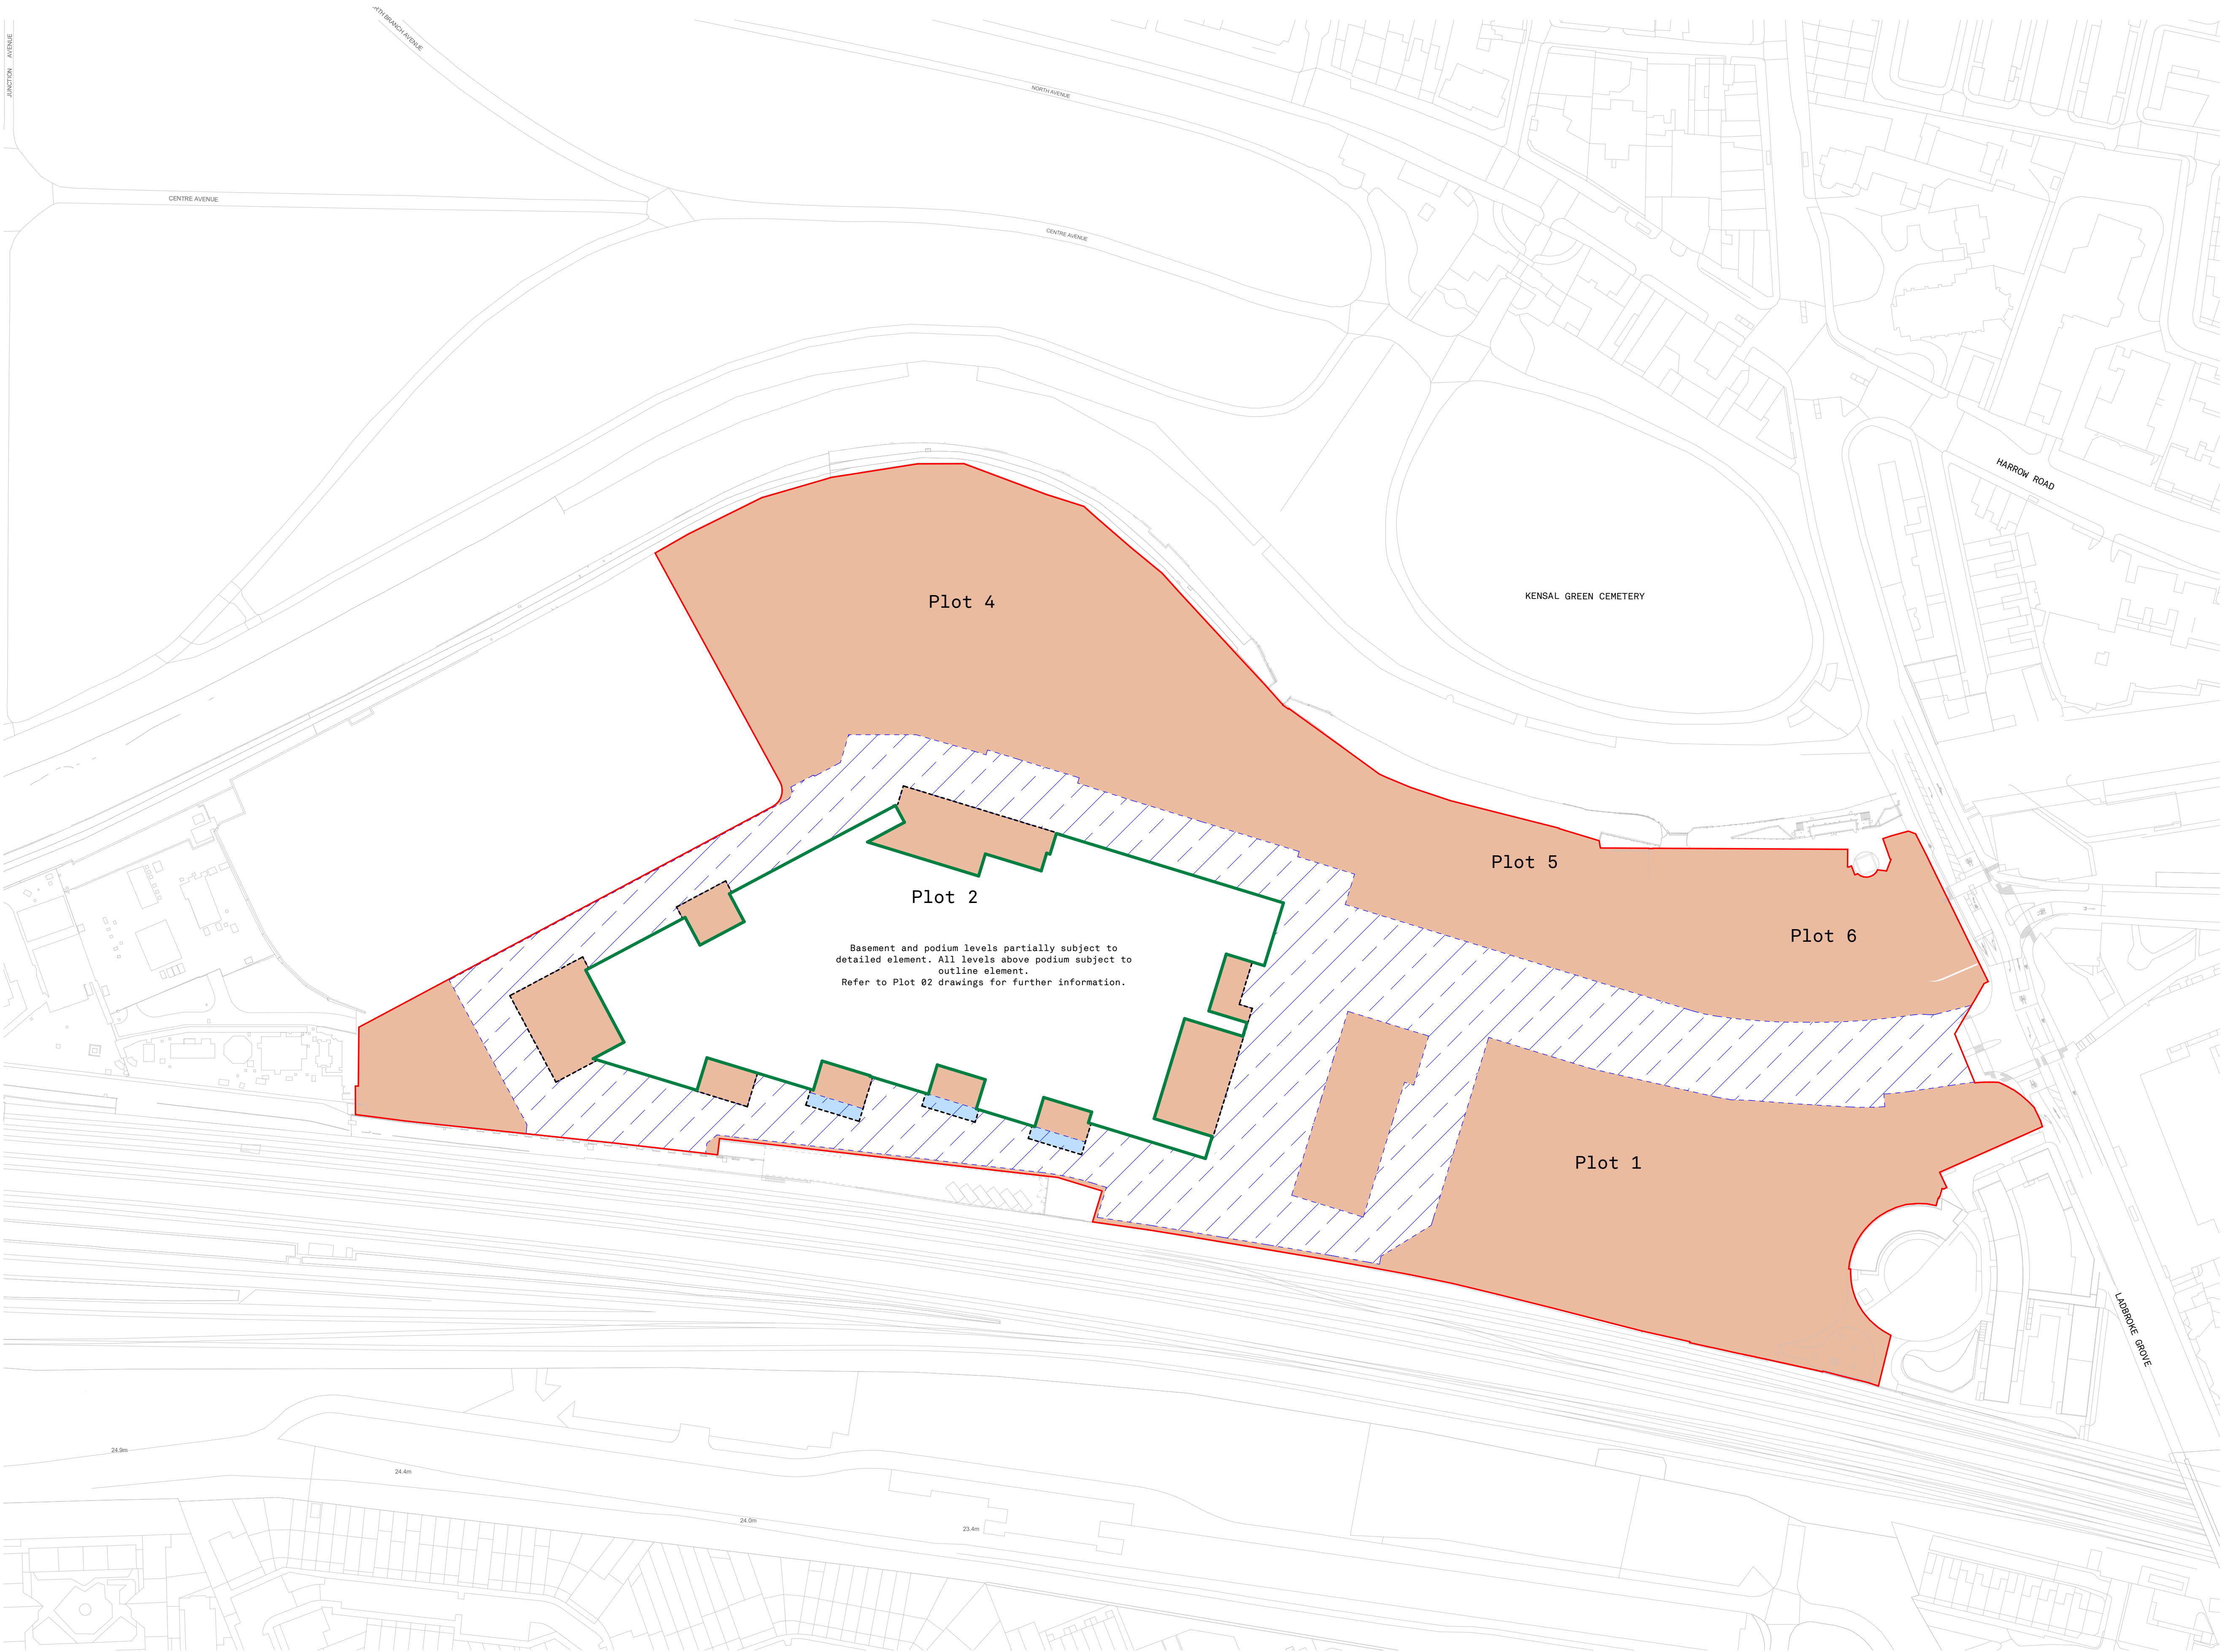 JUNCTION AVENUE
TH BRANCH AVENUE
NORTH AVENUE
CENTRE AVENUE
CENTRE AVENUE
HARROW ROAD
KENSAL GREEN CEMETERY
Plot 4
Plot 5
Plot 2
Plot 6
Basement and podium levels partially subject to
detailed element. All levels above podium subject to
outline element.
Refer to Plot 02 drawings for further information.
Plot 1
LADBROKE GROVE
24.9m
24.4m
24.0m
23.4m